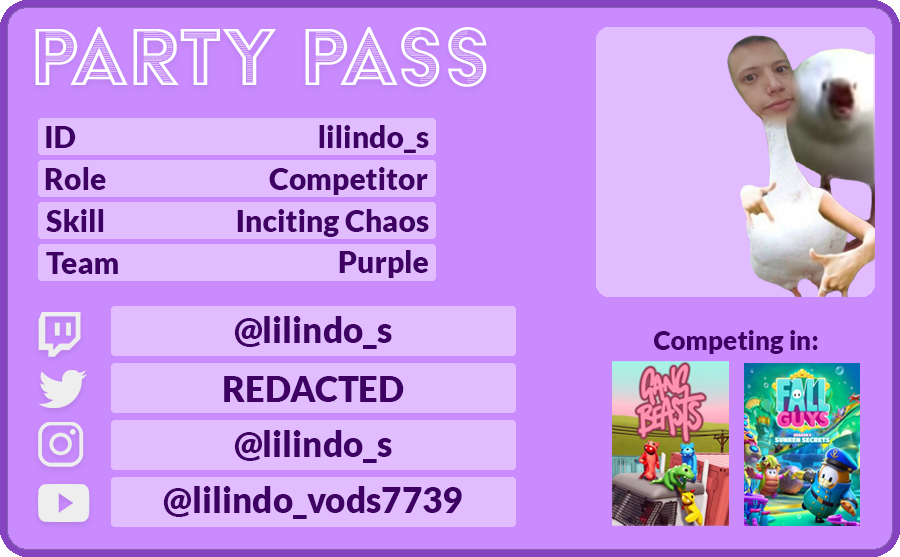 PARTY PASS
ID lilindo_s
Role Competitor
Skill Inciting Chaos
Team Purple
@lilindo_s
REDACTED
@lilindo_s
@lilindo_vods7739
Competing in:
GANG
BEASTS
FALL
GUYS
SUNKEN SECRETS